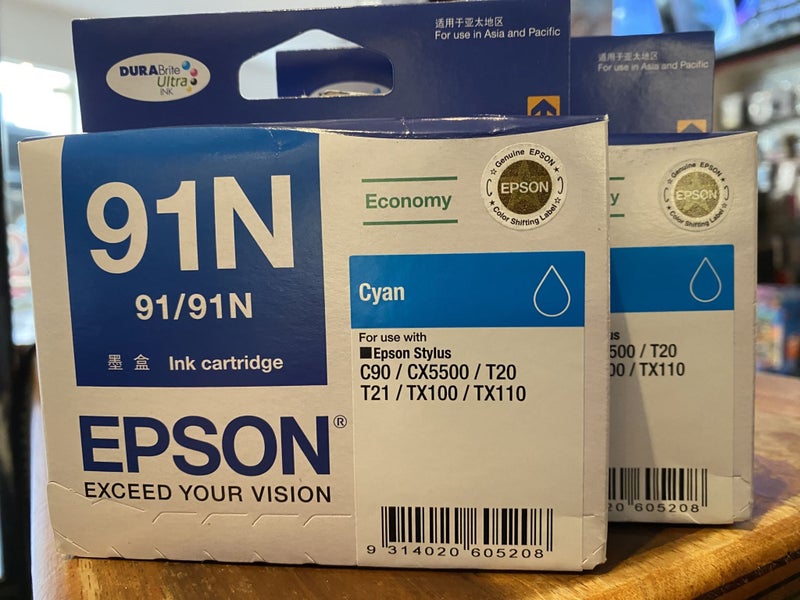 DURABrite
Ultra
INK
适用于亚太地区
For use in Asia and Pacific
91N
91/91N
墨盒 Ink cartridge
EPSON®
EXCEED YOUR VISION
Economy
Genuine EPSON
EPSON
Color Shifting Label
Cyan
For use with
Epson Stylus
C90 / CX5500 / T20
T21 / TX100 / TX110
9 314020 605208
适用于亚太地区
For use in Asia and Pacific
y
Genuine EPSON
EPSON
Color Shifting Label
500 / T20
00 / TX110
20 605208